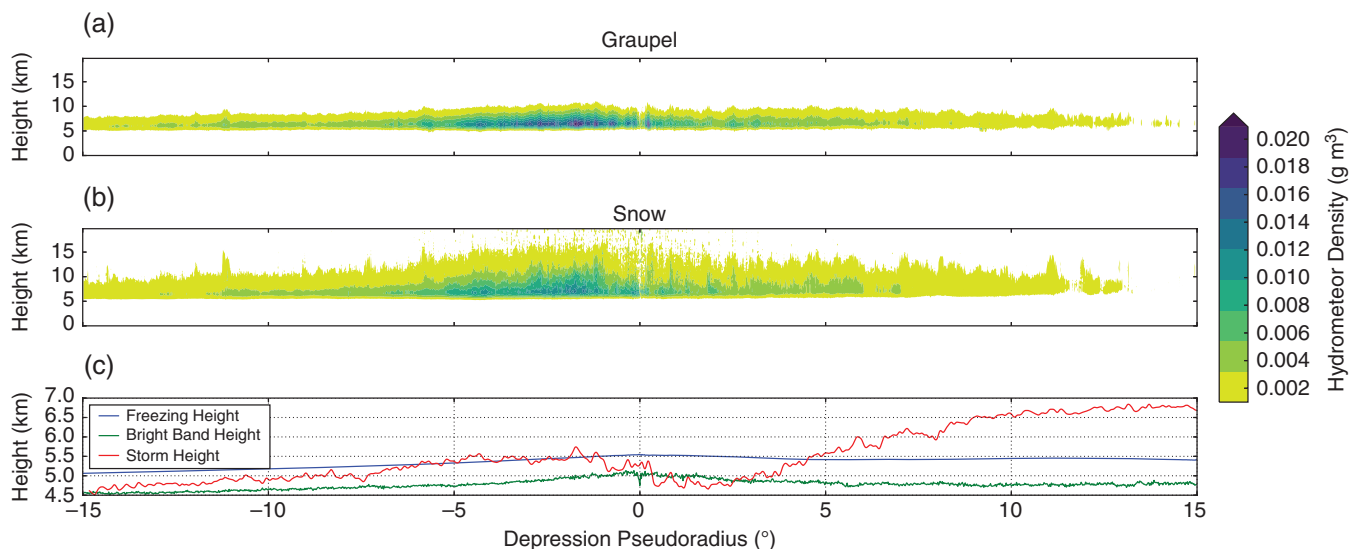 (a)
Graupel
Height (km)
15
10
5
0
(b)
Snow
Height (km)
15
10
5
0
0.020
0.018
0.016
0.014
0.012
0.010
0.008
0.006
0.004
0.002
Hydrometeor Density (g m³)
(c)
Height (km)
7.0
6.5
6.0
5.5
5.0
4.5
Freezing Height
Bright Band Height
Storm Height
−15 −10 −5 0 5 10 15
Depression Pseudoradius (°)